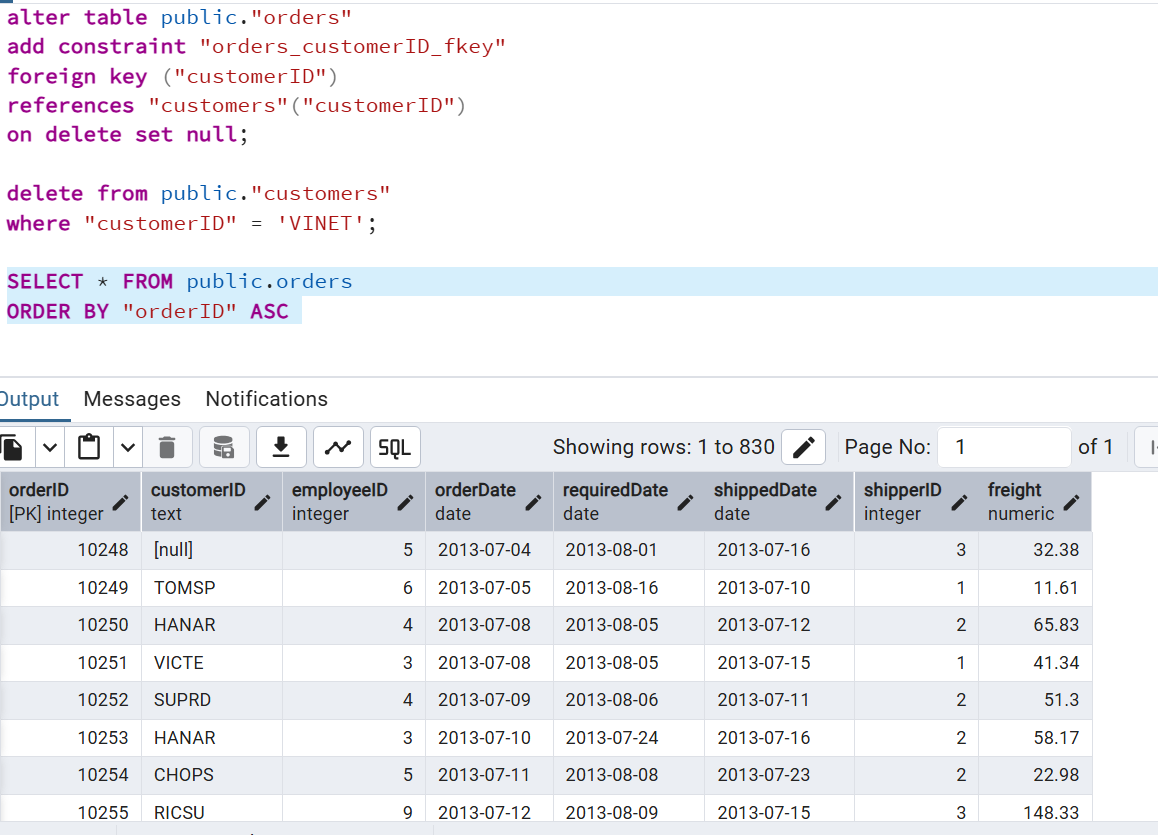 alter table public."orders"
add constraint "orders_customerID_fkey"
foreign key ("customerID")
references "customers"("customerID")
on delete set null;
delete from public."customers"
where "customerID" = 'VINET';
SELECT * FROM public.orders
ORDER BY "orderID" ASC
Output Messages Notifications
SQL Showing rows: 1 to 830 Page No: 1 of 1
orderID customerID employeeID orderDate requiredDate shippedDate shipperID freight
[PK] integer text integer date date date integer numeric
10248 [null] 5 2013-07-04 2013-08-01 2013-07-16 3 32.38
10249 TOMSP 6 2013-07-05 2013-08-16 2013-07-10 1 11.61
10250 HANAR 4 2013-07-08 2013-08-05 2013-07-12 2 65.83
10251 VICTE 3 2013-07-08 2013-08-05 2013-07-15 1 41.34
10252 SUPRD 4 2013-07-09 2013-08-06 2013-07-11 2 51.3
10253 HANAR 3 2013-07-10 2013-07-24 2013-07-16 2 58.17
10254 CHOPS 5 2013-07-11 2013-08-08 2013-07-23 2 22.98
10255 RICSU 9 2013-07-12 2013-08-09 2013-07-15 3 148.33